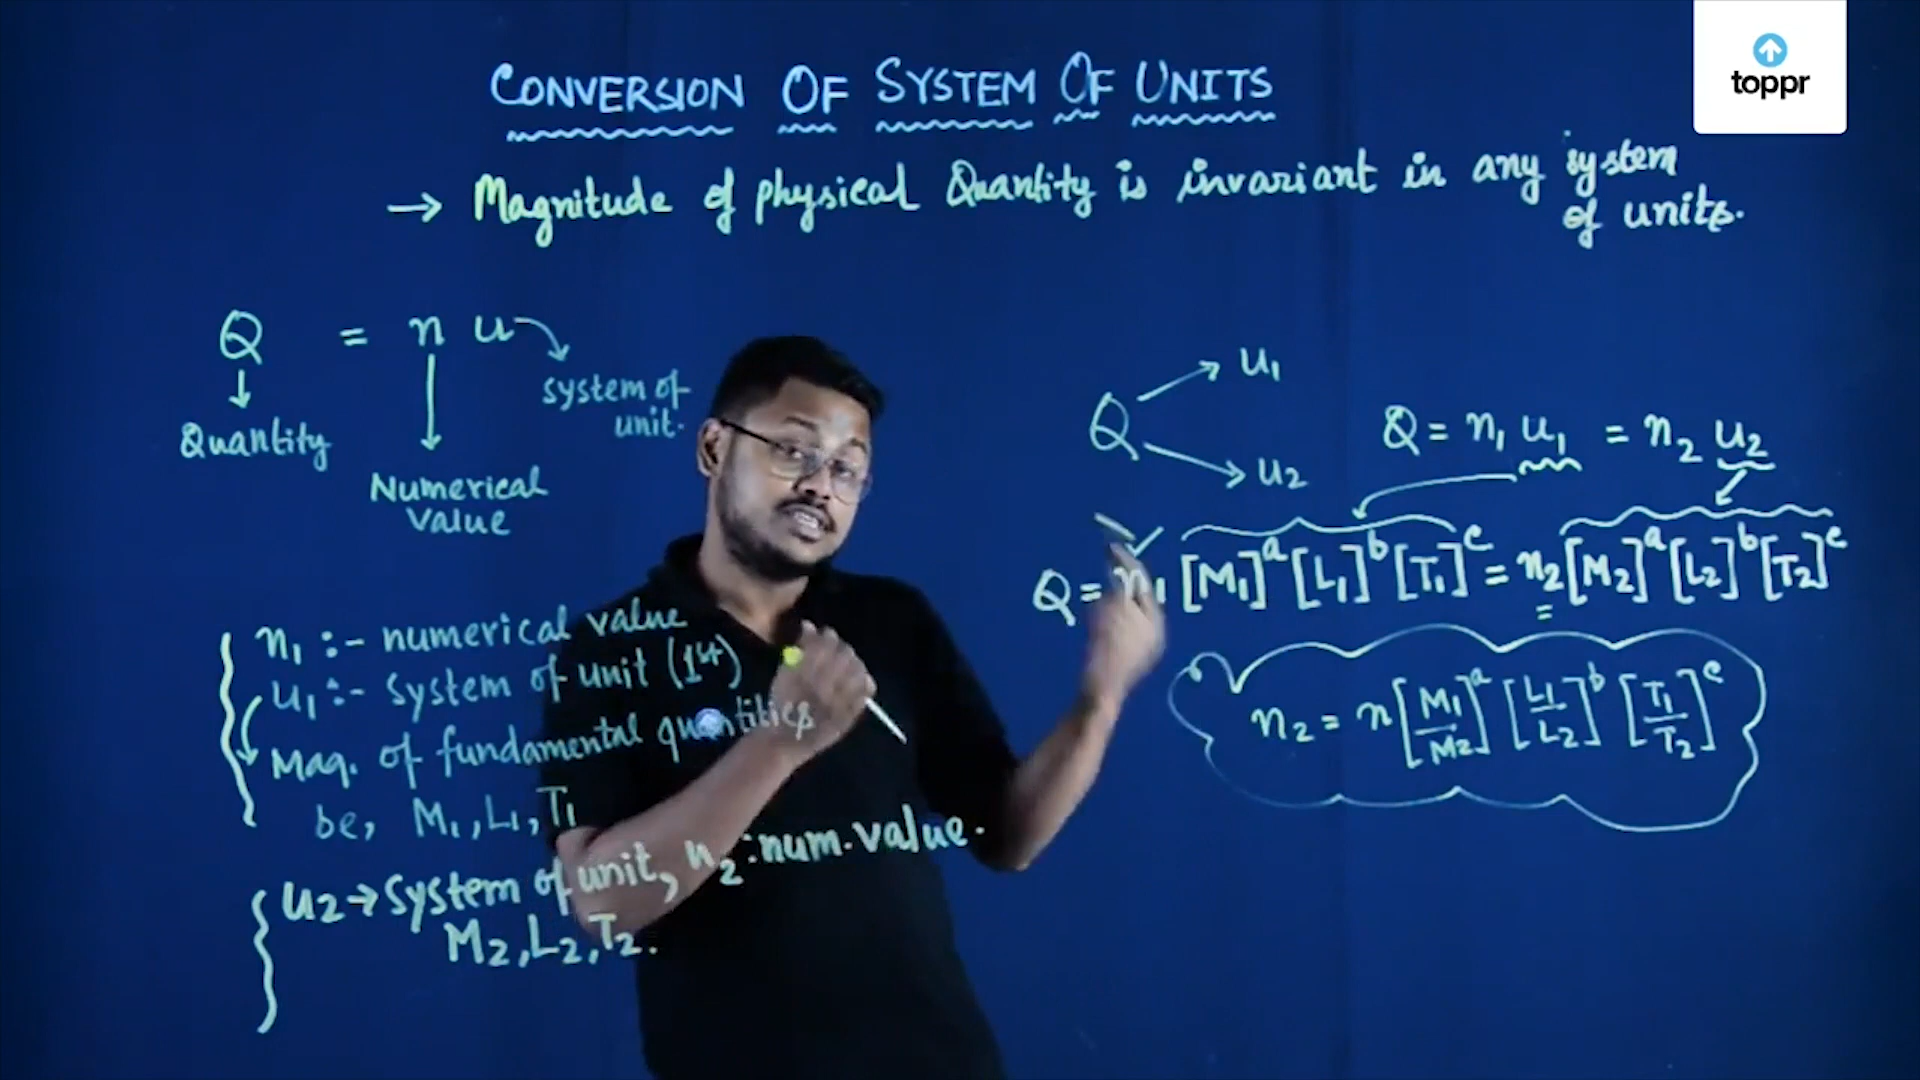 toppr
CONVERSION OF SYSTEM OF UNITS
→ Magnitude of physical Quantity is invariant in any system
of units.
Q = n u
system of
unit.
Quantity
Numerical
Value
Q → u₁
→ u₂
Q = n₁ u₁ = n₂ u₂
Q = n₁ [M₁]ᵃ [L₁]ᵇ [T₁]ᶜ = n₂ [M₂]ᵃ [L₂]ᵇ [T₂]ᶜ
n₂ = n [M₁/M₂]ᵃ [L₁/L₂]ᵇ [T₁/T₂]ᶜ
n₁ :- numerical value
u₁ :- System of unit (1st)
Mag. of fundamental quantities
be, M₁, L₁, T₁
u₂ → System of unit, n₂ : num. value.
M₂, L₂, T₂.